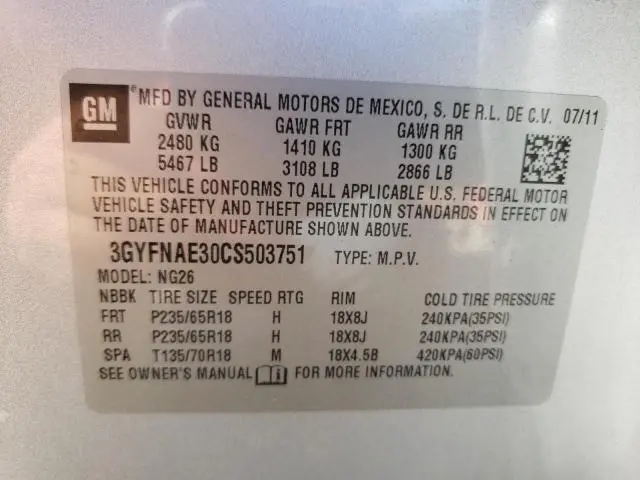 GM ® MFD BY GENERAL MOTORS DE MEXICO, S. DE R.L. DE C.V. 07/11
GVWR GAWR FRT GAWR RR
2480 KG 1410 KG 1300 KG
5467 LB 3108 LB 2866 LB
THIS VEHICLE CONFORMS TO ALL APPLICABLE U.S. FEDERAL MOTOR
VEHICLE SAFETY AND THEFT PREVENTION STANDARDS IN EFFECT ON
THE DATE OF MANUFACTURE SHOWN ABOVE.
3GYFNAE30CS503751 TYPE: M.P.V.
MODEL: NG26
NBBK TIRE SIZE SPEED RTG RIM COLD TIRE PRESSURE
FRT P235/65R18 H 18X8J 240KPA(35PSI)
RR P235/65R18 H 18X8J 240KPA(35PSI)
SPA T135/70R18 M 18X4.5B 420KPA(60PSI)
SEE OWNER'S MANUAL i FOR MORE INFORMATION.